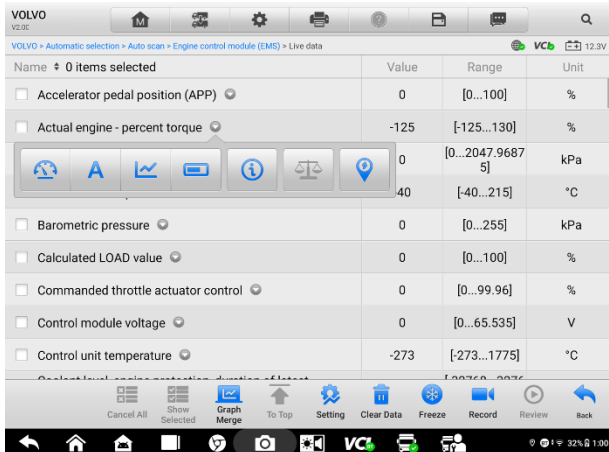 VOLVO
V2.00
VOLVO > Automatic selection > Auto scan > Engine control module (EMS) > Live data
VCI 12.3V
Name 0 items selected Value Range Unit
Accelerator pedal position (APP) 0 [0...100] %
Actual engine - percent torque -125 [-125...130] %
A 0 [0...2047.9687
5] kPa
-40 [-40...215] °C
Barometric pressure 0 [0...255] kPa
Calculated LOAD value 0 [0...100] %
Commanded throttle actuator control 0 [0...99.96] %
Control module voltage 0 [0...65.535] V
Control unit temperature -273 [-273...1775] °C
Cancel All
Show
Selected
Graph
Merge
To Top
Setting
Clear Data
Freeze
Record
Review
Back
VCI 32% 1:00